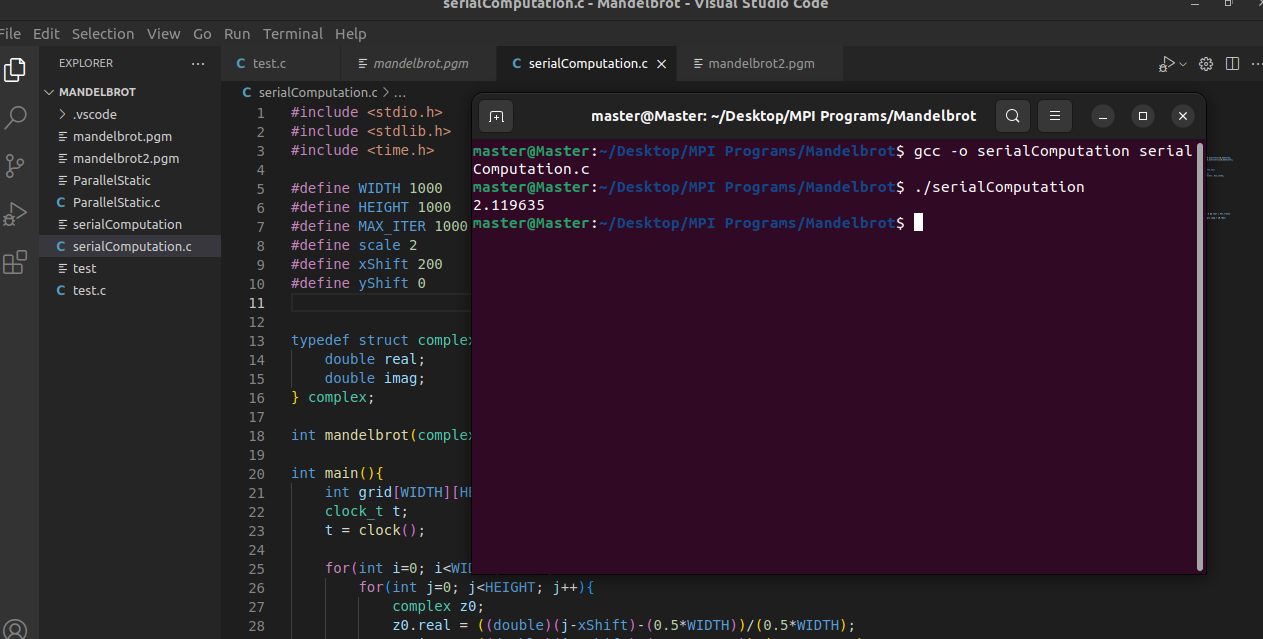 serialComputation.c - Mandelbrot - Visual Studio Code
File Edit Selection View Go Run Terminal Help
EXPLORER ···
test.c
mandelbrot.pgm
serialComputation.c
mandelbrot2.pgm
MANDELBROT
.vscode
mandelbrot.pgm
mandelbrot2.pgm
ParallelStatic
ParallelStatic.c
serialComputation
serialComputation.c
test
test.c
serialComputation.c > ...
1 #include <stdio.h>
2 #include <stdlib.h>
3 #include <time.h>
4
5 #define WIDTH 1000
6 #define HEIGHT 1000
7 #define MAX_ITER 1000
8 #define scale 2
9 #define xShift 200
10 #define yShift 0
11
12
13 typedef struct complex
14 double real;
15 double imag;
16 } complex;
17
18 int mandelbrot(complex
19
20 int main(){
21 int grid[WIDTH][HE
22 clock_t t;
23 t = clock();
24
25 for(int i=0; i<WID
26 for(int j=0; j<HEIGHT; j++){
27 complex z0;
28 z0.real = ((double)(j-xShift)-(0.5*WIDTH))/(0.5*WIDTH);
master@Master: ~/Desktop/MPI Programs/Mandelbrot
master@Master:~/Desktop/MPI Programs/Mandelbrot$ gcc -o serialComputation serial
Computation.c
master@Master:~/Desktop/MPI Programs/Mandelbrot$ ./serialComputation
2.119635
master@Master:~/Desktop/MPI Programs/Mandelbrot$